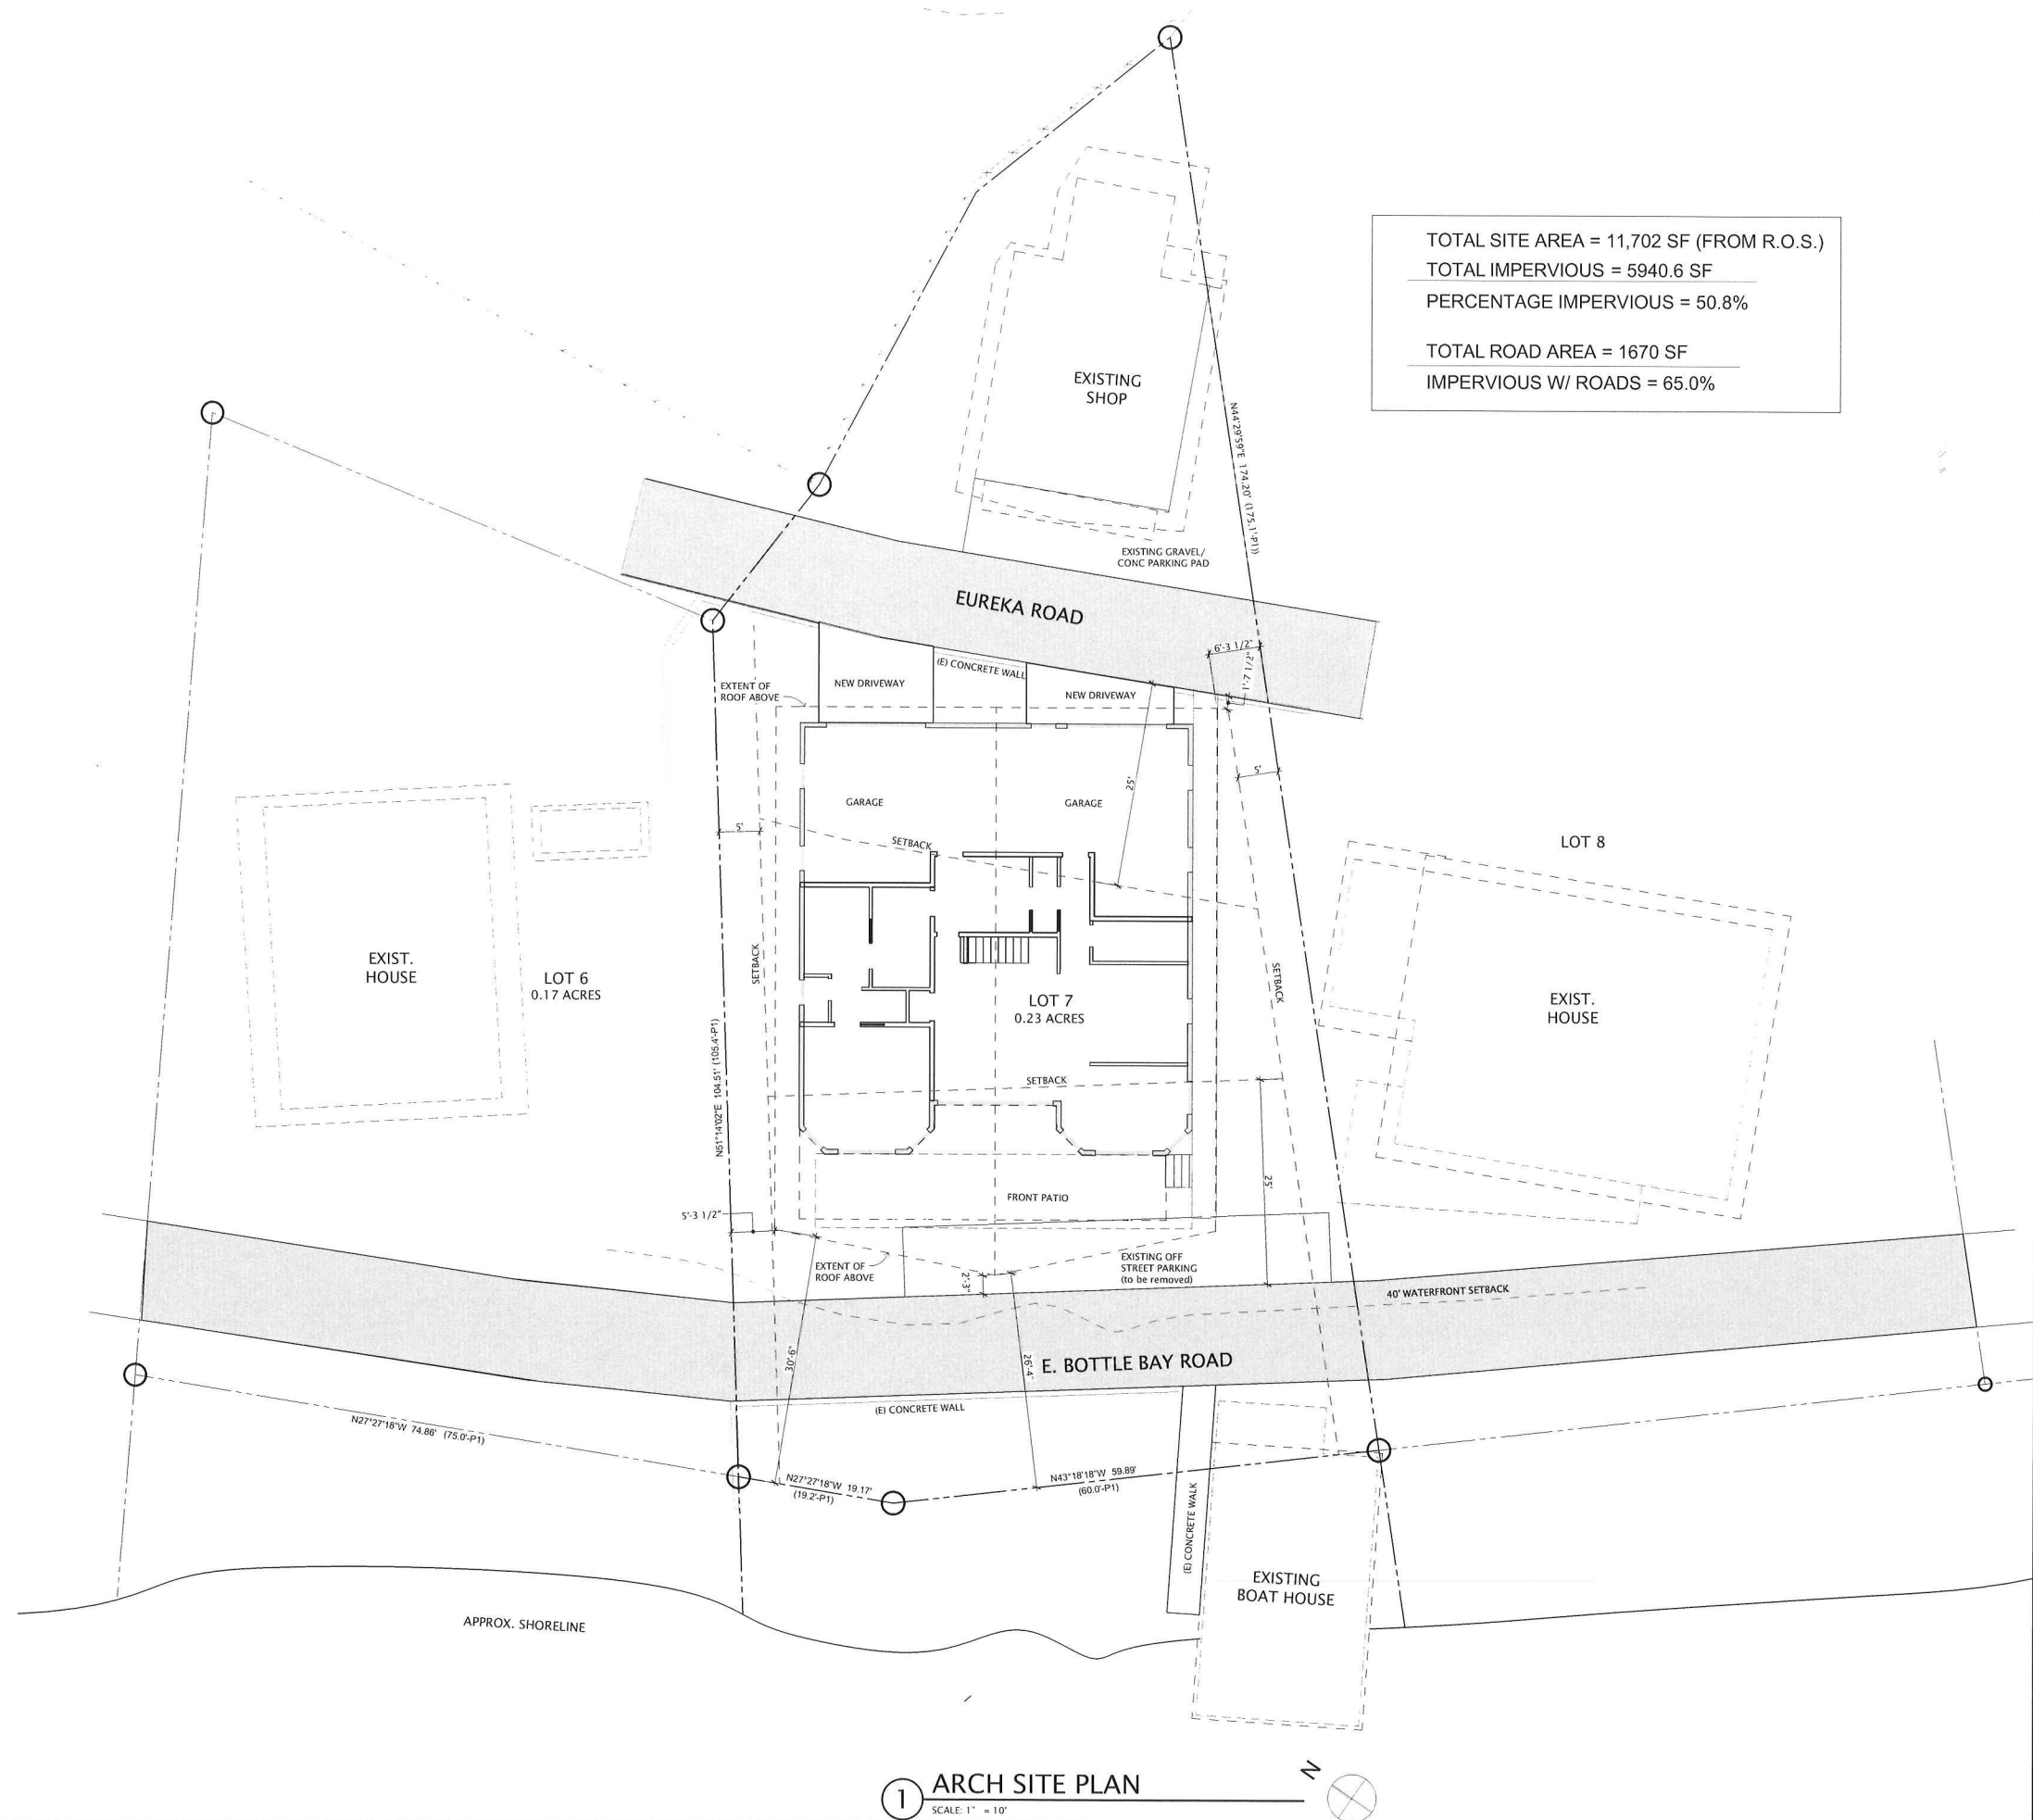 TOTAL SITE AREA = 11,702 SF (FROM R.O.S.)
TOTAL IMPERVIOUS = 5940.6 SF
PERCENTAGE IMPERVIOUS = 50.8%
TOTAL ROAD AREA = 1670 SF
IMPERVIOUS W/ ROADS = 65.0%
EXISTING
SHOP
N44°29'59"E 174.20' (175.1'-P1))
EXISTING GRAVEL/
CONC PARKING PAD
EUREKA ROAD
6'-3 1/2"
1'-7 1/2"
(E) CONCRETE WALL
EXTENT OF
ROOF ABOVE
NEW DRIVEWAY
NEW DRIVEWAY
5'
25'
GARAGE
GARAGE
5'
SETBACK
LOT 8
SETBACK
SETBACK
EXIST.
HOUSE
LOT 6
0.17 ACRES
LOT 7
0.23 ACRES
EXIST.
HOUSE
N51°14'02"E 104.51' (105.4'-P1)
SETBACK
25'
FRONT PATIO
5'-3 1/2"
EXTENT OF
ROOF ABOVE
2'-3"
EXISTING OFF
STREET PARKING
(to be removed)
40' WATERFRONT SETBACK
30'-6"
26'-4"
E. BOTTLE BAY ROAD
(E) CONCRETE WALL
N27°27'18"W 74.86' (75.0'-P1)
N27°27'18"W 19.17'
(19.2'-P1)
N43°18'18"W 59.89'
(60.0'-P1)
(E) CONCRETE WALK
EXISTING
BOAT HOUSE
APPROX. SHORELINE
1
ARCH SITE PLAN
SCALE: 1" = 10'
N